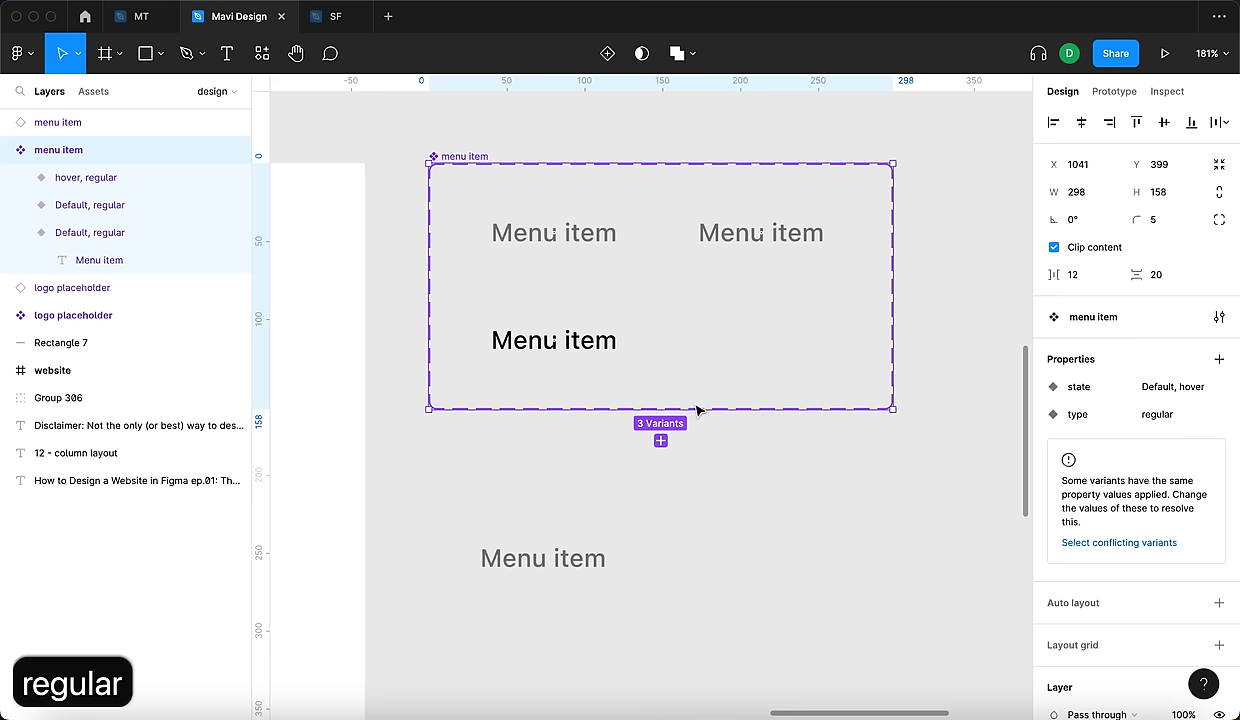 MT
Mavi Design
SF
Share
181%
D
Layers
Assets
design
menu item
menu item
hover, regular
Default, regular
Default, regular
Menu item
logo placeholder
logo placeholder
Rectangle 7
website
Group 306
Disclaimer: Not the only (or best) way to des...
12 - column layout
How to Design a Website in Figma ep.01: Th...
regular
-50
0
50
100
150
200
250
298
350
0
50
100
158
200
250
300
350
menu item
Menu item
Menu item
Menu item
3 Variants
Menu item
Design
Prototype
Inspect
X 1041
Y 399
W 298
H 158
0°
5
Clip content
12
20
menu item
Properties
state
Default, hover
type
regular
Some variants have the same
property values applied. Change
the values of these to resolve
this.
Select conflicting variants
Auto layout
Layout grid
Layer
?
Pass through
100%